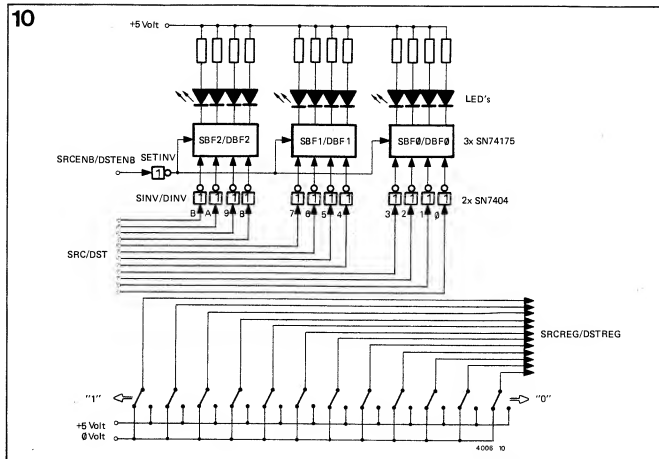 10
+5 Volt
LED's
SBF2/DBF2
SBF1/DBF1
SBFØ/DBFØ
3x SN74175
SRCENB/DSTENB
SETINV
1
SINV/DINV
1 1 1 1
1 1 1 1
1 1 1 1
2x SN7404
B A 9 8
7 6 5 4
3 2 1 Ø
SRC/DST
SRCREG/DSTREG
"1"
"0"
+5 Volt
Ø Volt
4006 10